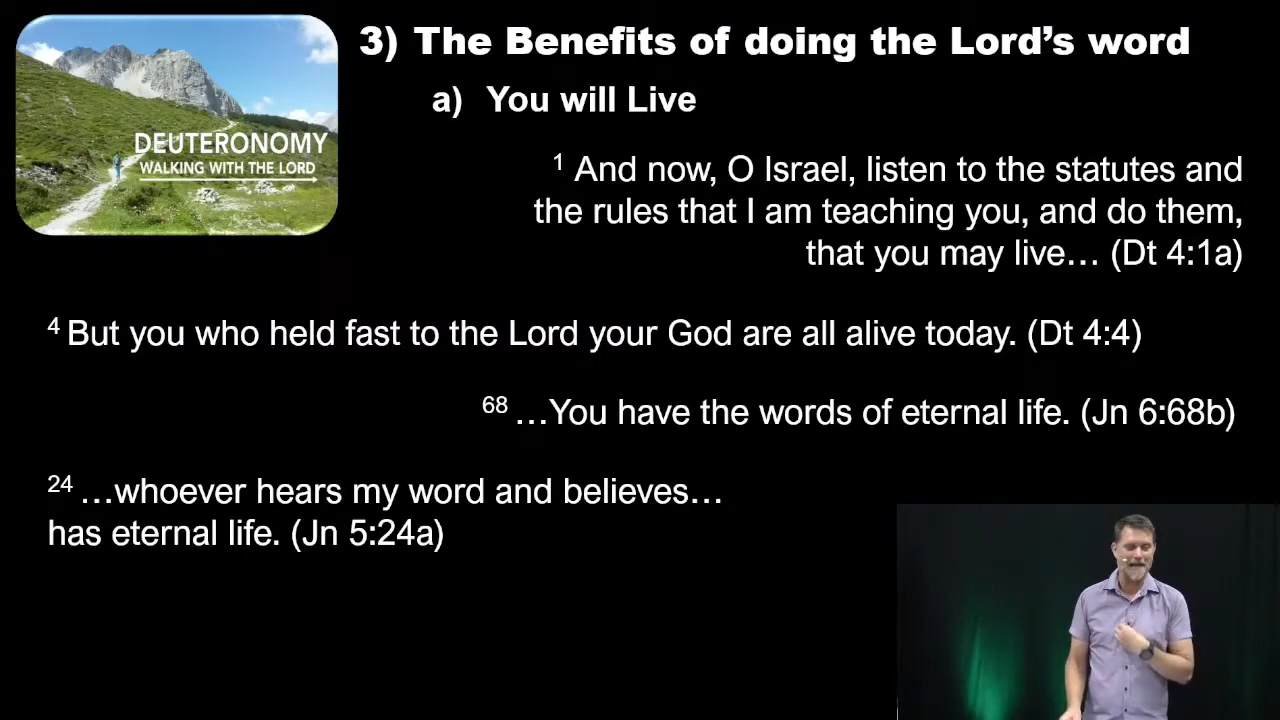 DEUTERONOMY
WALKING WITH THE LORD
3) The Benefits of doing the Lord’s word
a) You will Live
1 And now, O Israel, listen to the statutes and
the rules that I am teaching you, and do them,
that you may live… (Dt 4:1a)
4 But you who held fast to the Lord your God are all alive today. (Dt 4:4)
68 …You have the words of eternal life. (Jn 6:68b)
24 …whoever hears my word and believes…
has eternal life. (Jn 5:24a)